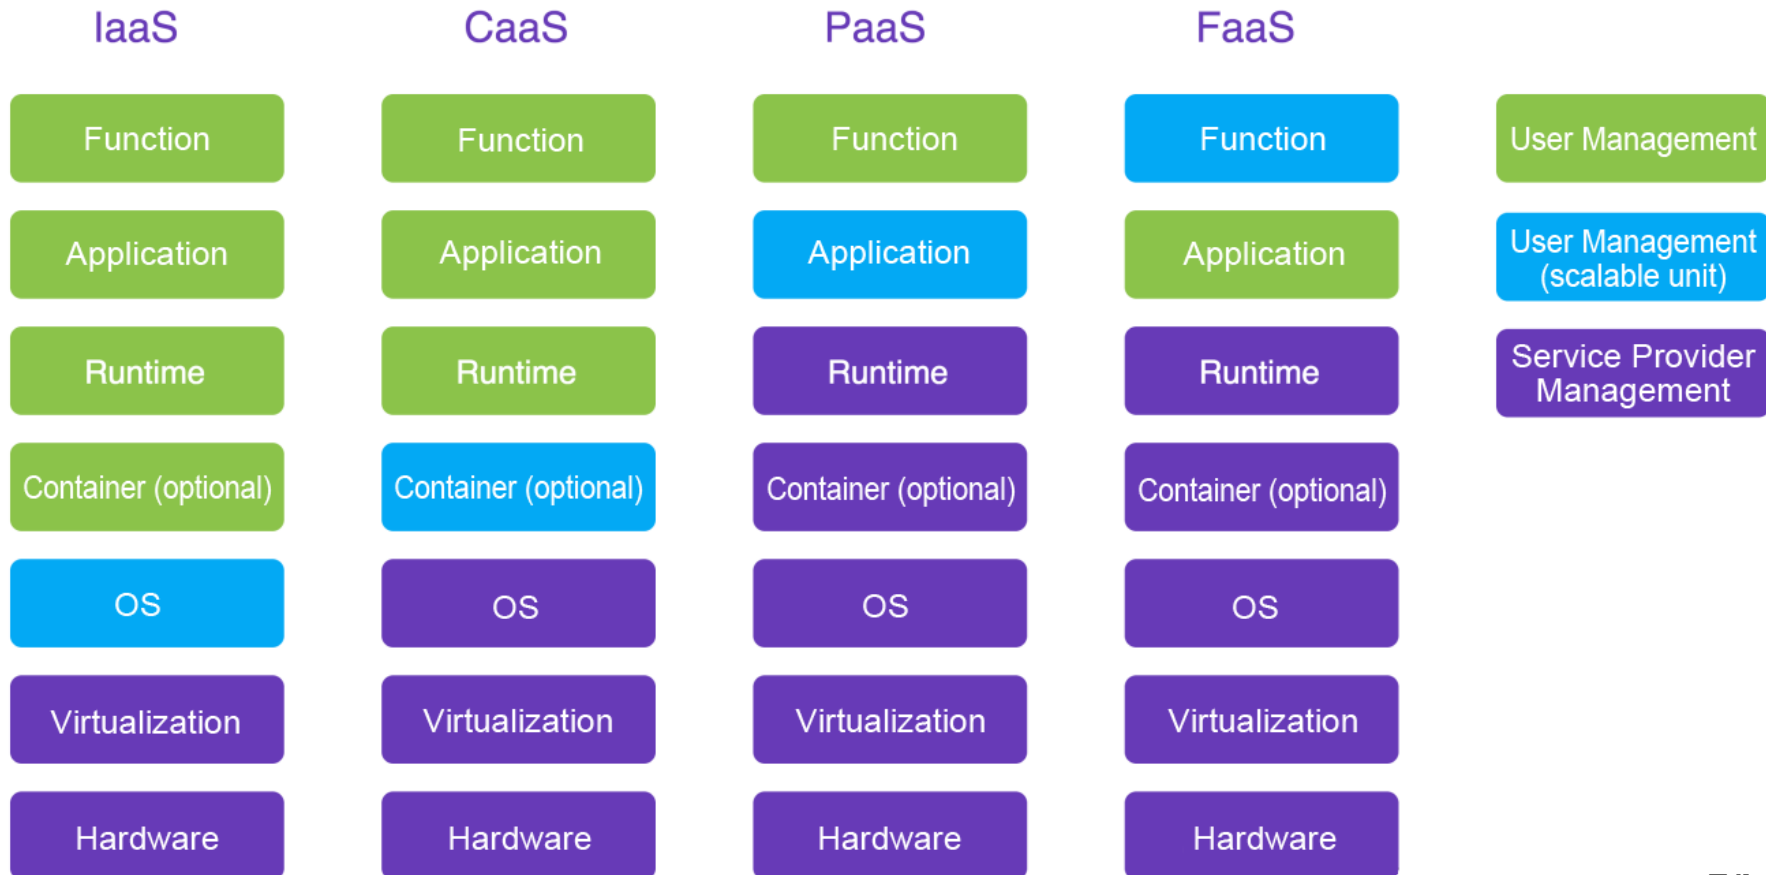 IaaS CaaS PaaS FaaS
Function Function Function Function User Management
Application Application Application Application User Management
(scalable unit)
Runtime Runtime Runtime Runtime Service Provider
Management
Container (optional) Container (optional) Container (optional) Container (optional)
OS OS OS OS
Virtualization Virtualization Virtualization Virtualization
Hardware Hardware Hardware Hardware